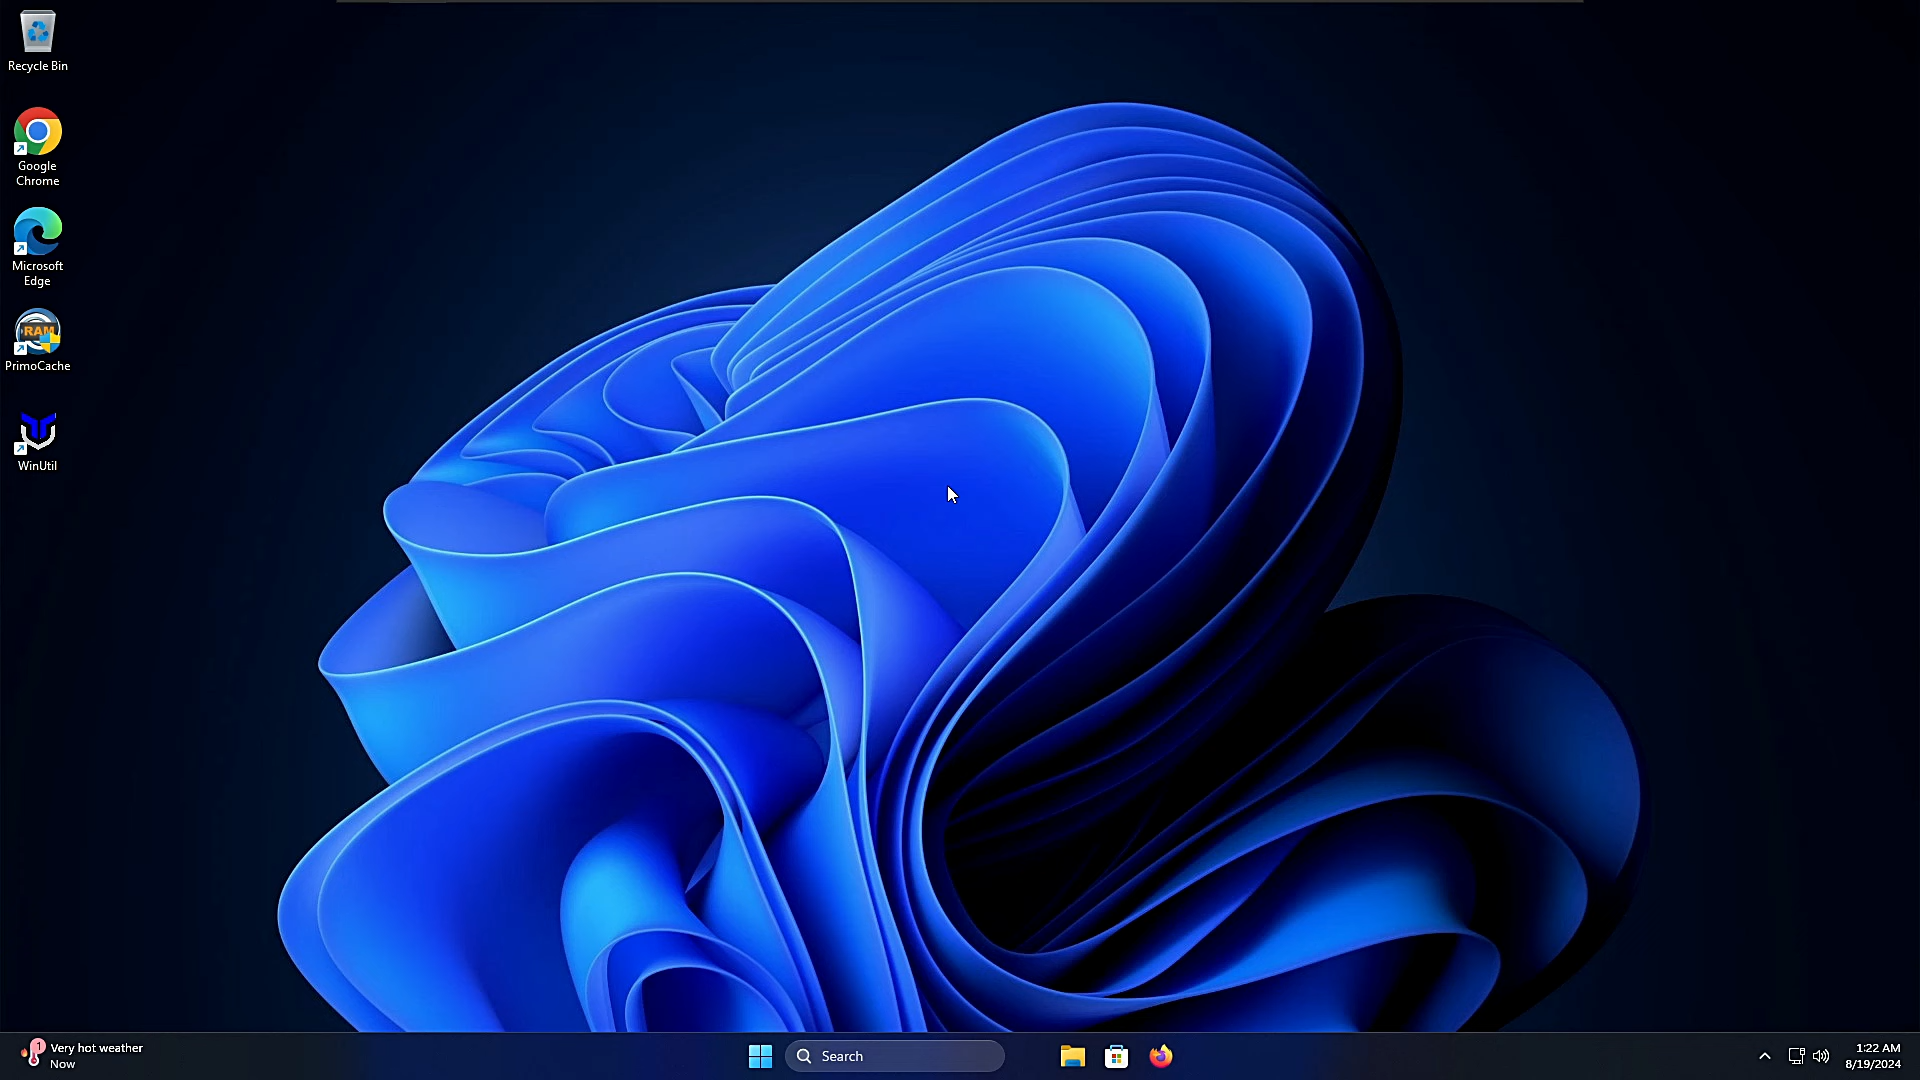 Recycle Bin
Google
Chrome
Microsoft
Edge
RAM
PrimoCache
WinUtil
1
Very hot weather
Now
Search
1:22 AM
8/19/2024